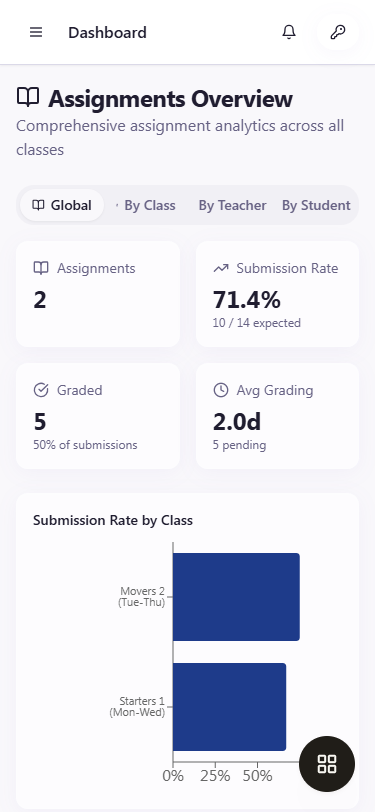 Dashboard
Assignments Overview
Comprehensive assignment analytics across all
classes
Global
By Class
By Teacher
By Student
Assignments
2
Submission Rate
71.4%
10 / 14 expected
Graded
5
50% of submissions
Avg Grading
2.0d
5 pending
Submission Rate by Class
Movers 2
(Tue-Thu)
Starters 1
(Mon-Wed)
0% 25% 50%